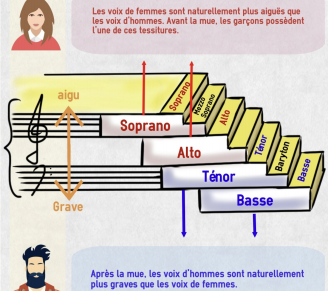 Les voix de femmes sont naturellement plus aiguës que
les voix d'hommes. Avant la mue, les garçons possèdent
l'une de ces tessitures.
aigu
Soprano
Mezzo
Soprano
Alto
Ténor
Baryton
Basse
Soprano
Alto
Ténor
Basse
Grave
Après la mue, les voix d'hommes sont naturellement
plus graves que les voix de femmes.